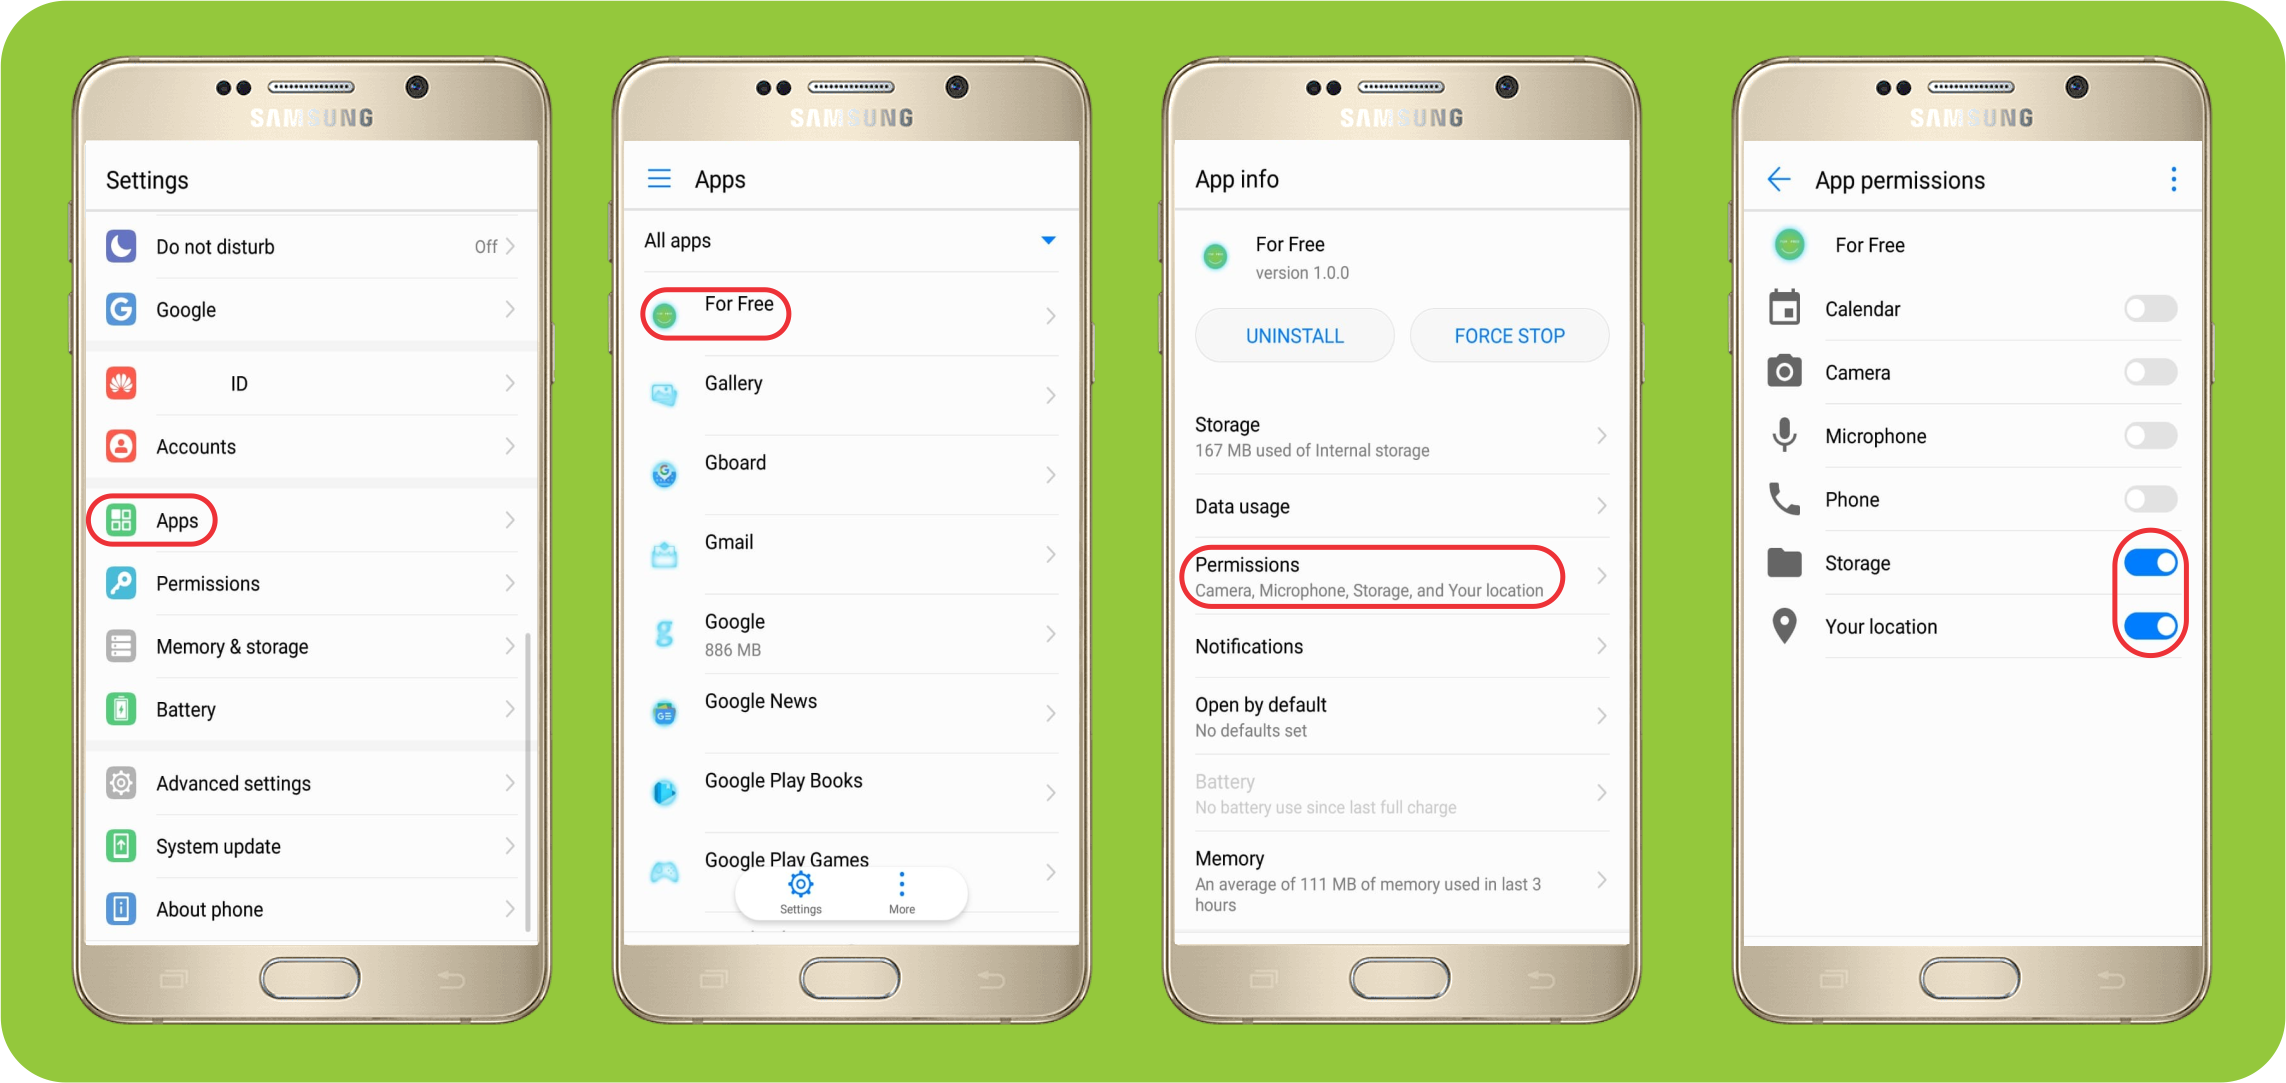 SAMSUNG
Settings
Do not disturb Off
Google
ID
Accounts
Apps
Permissions
Memory & storage
Battery
Advanced settings
System update
About phone
SAMSUNG
Apps
All apps
For Free
Gallery
Gboard
Gmail
Google
886 MB
Google News
Google Play Books
Google Play Games
Settings More
SAMSUNG
App info
For Free
version 1.0.0
UNINSTALL FORCE STOP
Storage
167 MB used of Internal storage
Data usage
Permissions
Camera, Microphone, Storage, and Your location
Notifications
Open by default
No defaults set
Battery
No battery use since last full charge
Memory
An average of 111 MB of memory used in last 3
hours
SAMSUNG
App permissions
For Free
Calendar
Camera
Microphone
Phone
Storage
Your location